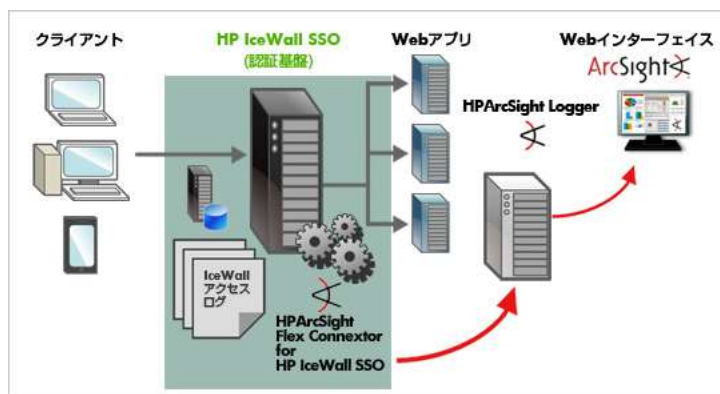 クライアント
HP IceWall SSO
(認証基盤)
Webアプリ
Webインターフェイス
ArcSight
HPArcSight Logger
IceWall
アクセス
ログ
HPArcSight
Flex Connextor
for
HP IceWall SSO